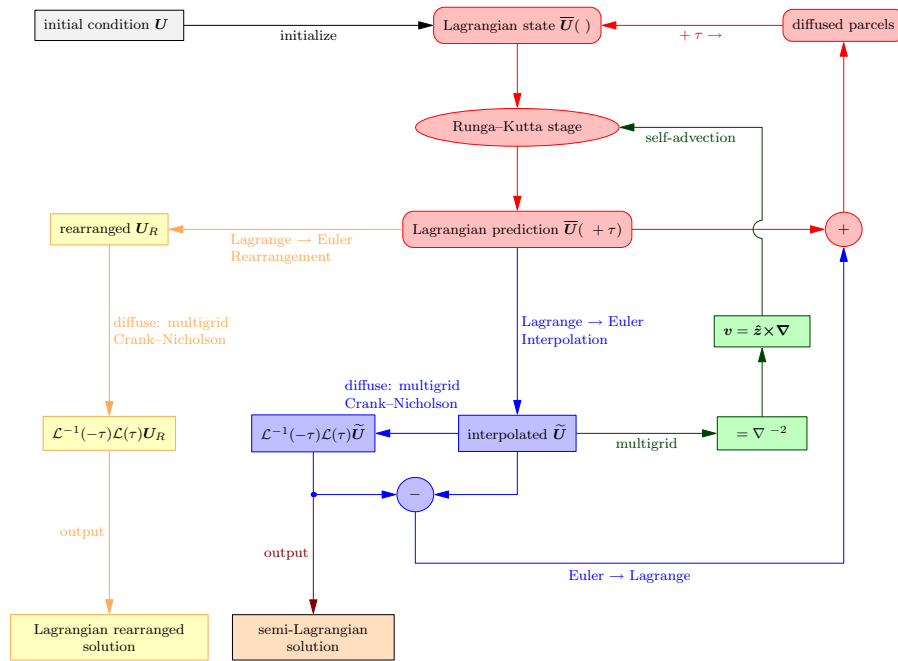 initial condition U
initialize
Lagrangian state U̅( )
+ τ →
diffused parcels
Runga–Kutta stage
self-advection
rearranged U_R
Lagrange → Euler
Rearrangement
Lagrangian prediction U̅( + τ)
+
diffuse: multigrid
Crank–Nicholson
Lagrange → Euler
Interpolation
v = ẑ×∇
diffuse: multigrid
Crank–Nicholson
ℒ⁻¹(−τ)ℒ(τ)U_R
ℒ⁻¹(−τ)ℒ(τ)Ũ
interpolated Ũ
multigrid
= ∇ ⁻²
−
output
output
Euler → Lagrange
Lagrangian rearranged
solution
semi-Lagrangian
solution